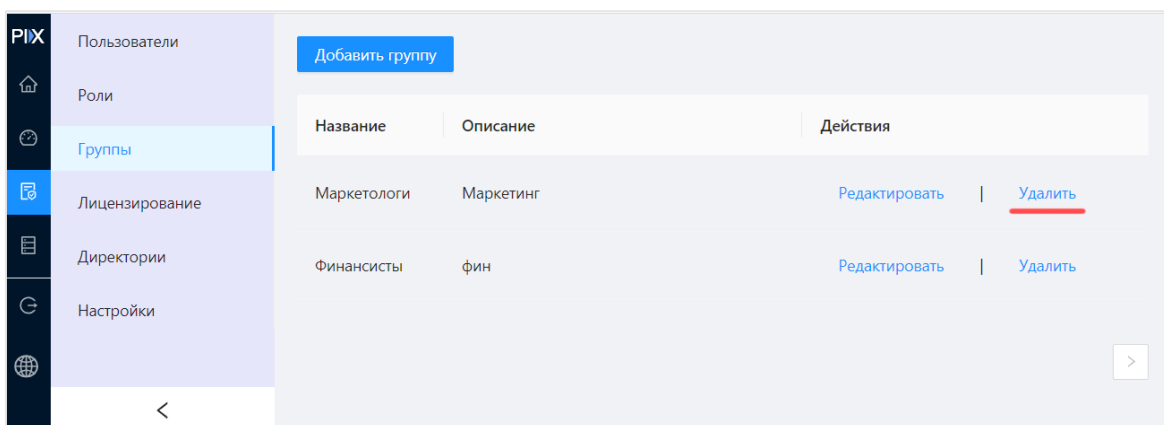 PIX
Пользователи
Роли
Группы
Лицензирование
Директории
Настройки
Добавить группу
Название Описание Действия
Маркетологи Маркетинг Редактировать | Удалить
Финансисты фин Редактировать | Удалить